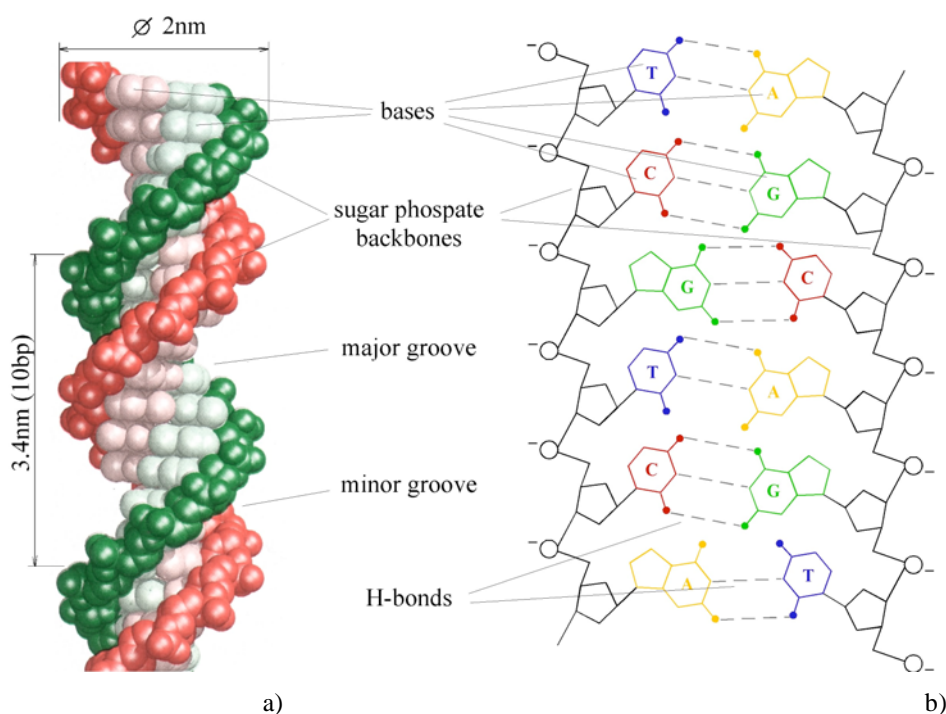 ⌀ 2nm
bases
sugar phospate
backbones
major groove
3.4nm (10bp)
minor groove
H-bonds
T A
C G
G C
T A
C G
A T
− − − − − −
− − − − − −
a) b)